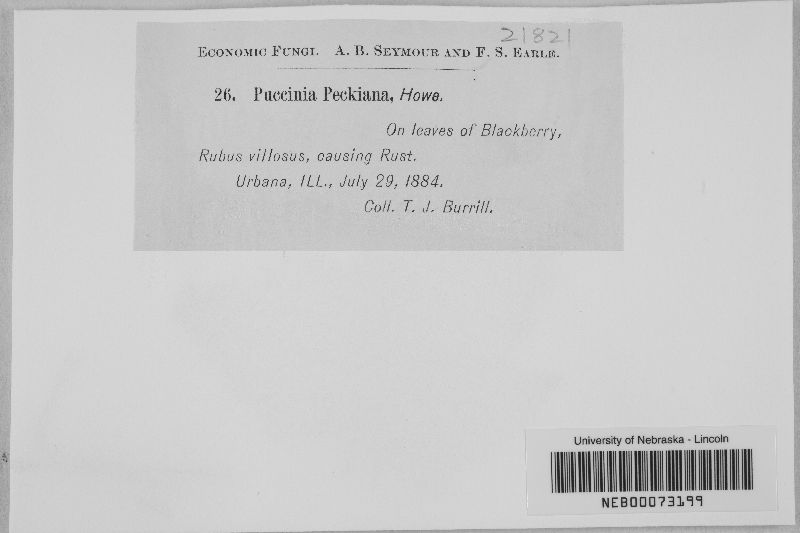 21821
ECONOMIC FUNGI. A. B. SEYMOUR AND F. S. EARLE.
26. Puccinia Peckiana, Howe.
On leaves of Blackberry,
Rubus villosus, causing Rust.
Urbana, ILL., July 29, 1884.
Coll. T. J. Burrill.
University of Nebraska - Lincoln
NEB00073199